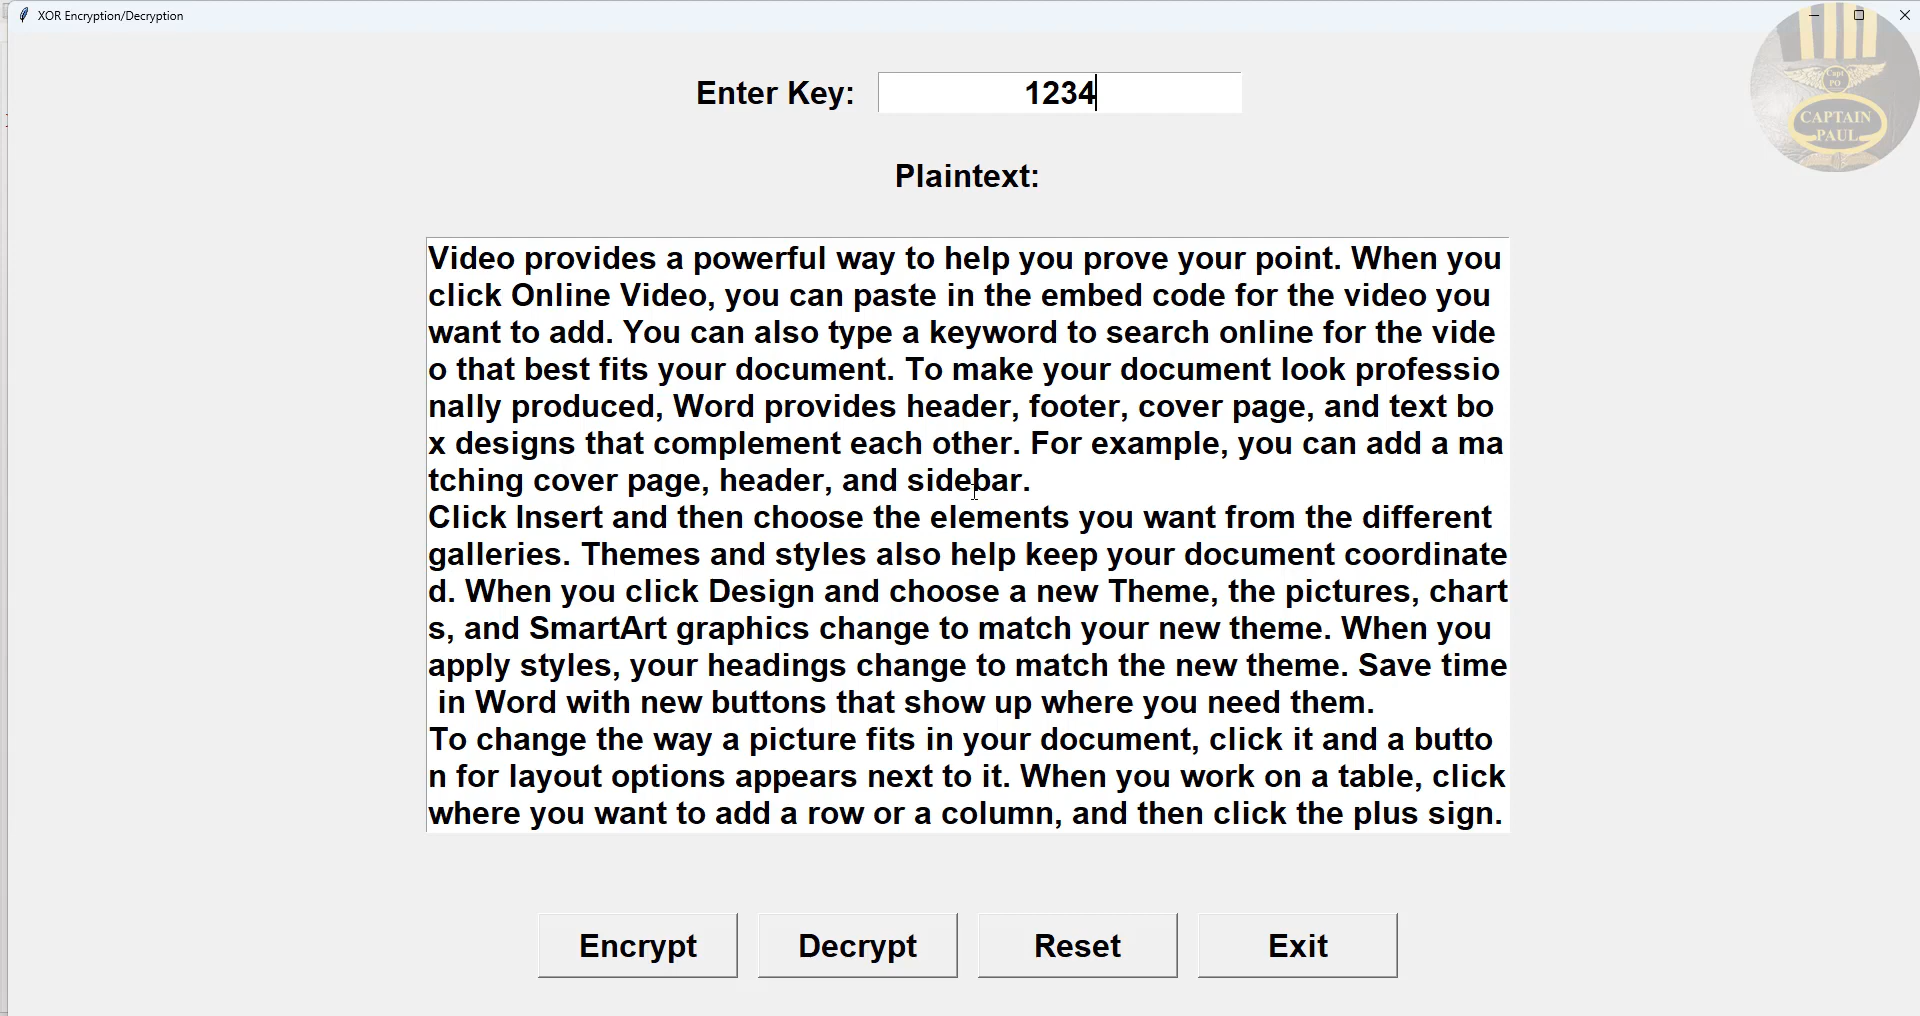 XOR Encryption/Decryption
Enter Key: 1234
Plaintext:
Video provides a powerful way to help you prove your point. When you
click Online Video, you can paste in the embed code for the video you
want to add. You can also type a keyword to search online for the vide
o that best fits your document. To make your document look professio
nally produced, Word provides header, footer, cover page, and text bo
x designs that complement each other. For example, you can add a ma
tching cover page, header, and sidebar.
Click Insert and then choose the elements you want from the different
galleries. Themes and styles also help keep your document coordinate
d. When you click Design and choose a new Theme, the pictures, chart
s, and SmartArt graphics change to match your new theme. When you
apply styles, your headings change to match the new theme. Save time
in Word with new buttons that show up where you need them.
To change the way a picture fits in your document, click it and a butto
n for layout options appears next to it. When you work on a table, click
where you want to add a row or a column, and then click the plus sign.
Encrypt Decrypt Reset Exit
Capt
PO
CAPTAIN
PAUL